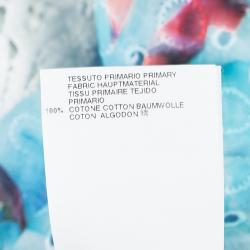 TESSUTO PRIMARIO PRIMARY
FABRIC HAUPTMATERIAL
TISSU PRIMAIRE TEJIDO
PRIMARIO
100% COTONE COTTON BAUMWOLLE
COTON ALGODON 棉